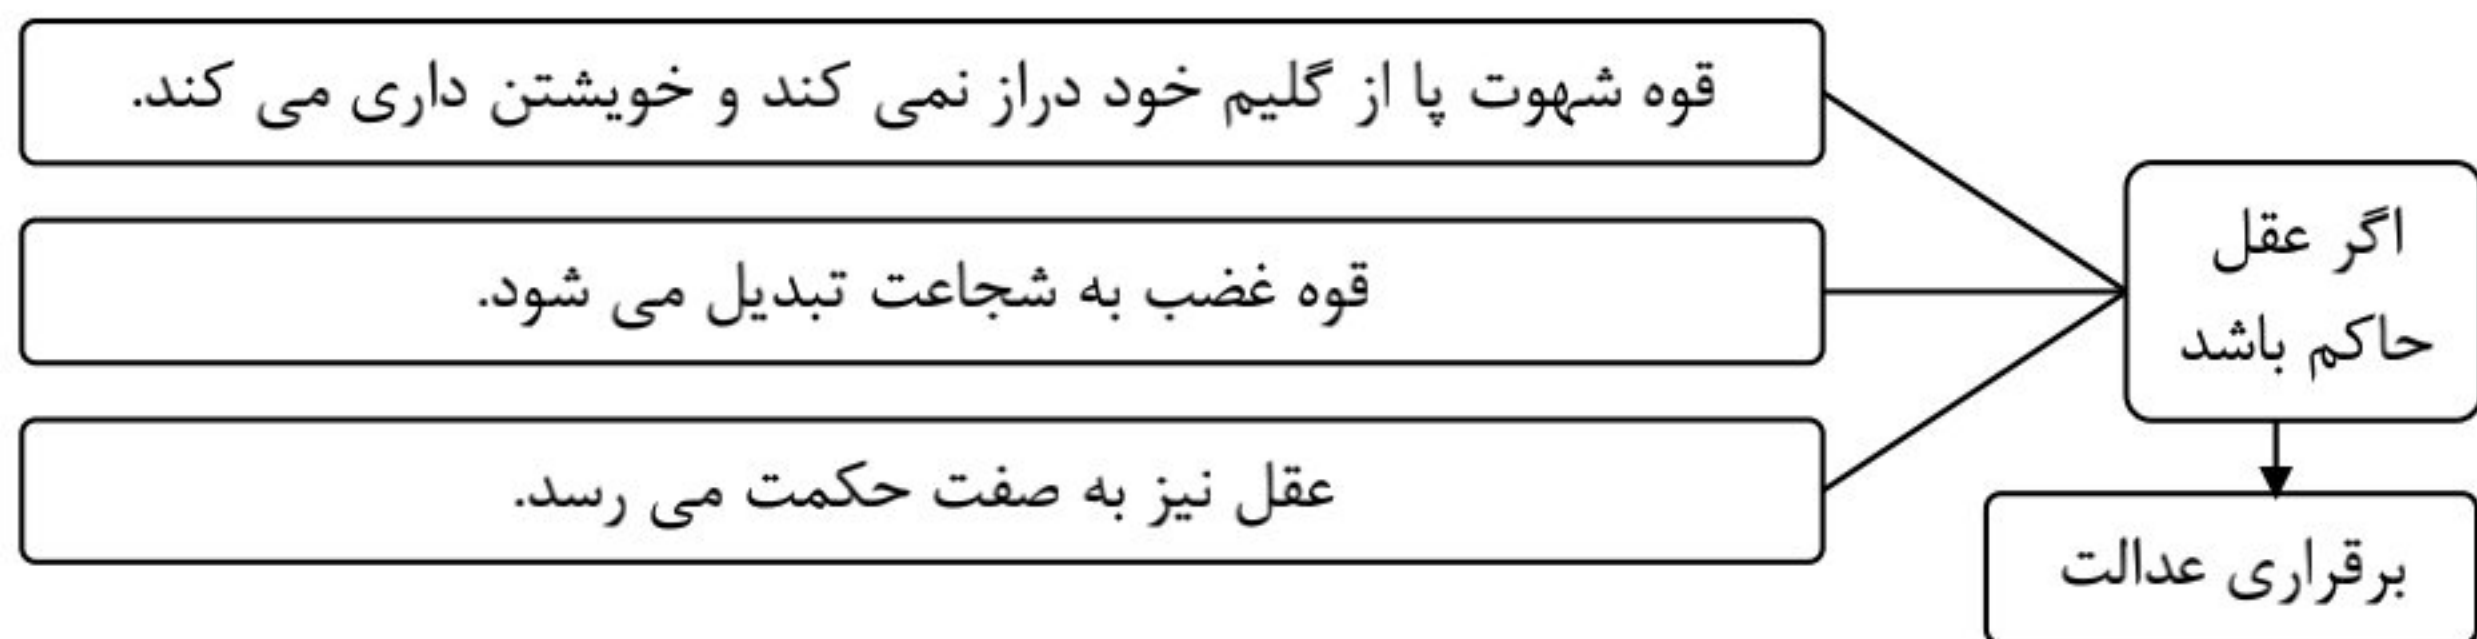 قوه شهوت پا از گلیم خود دراز نمی کند و خویشتن داری می کند.
اگر عقل
حاکم باشد
قوه غضب به شجاعت تبدیل می شود.
عقل نیز به صفت حکمت می رسد.
برقراری عدالت